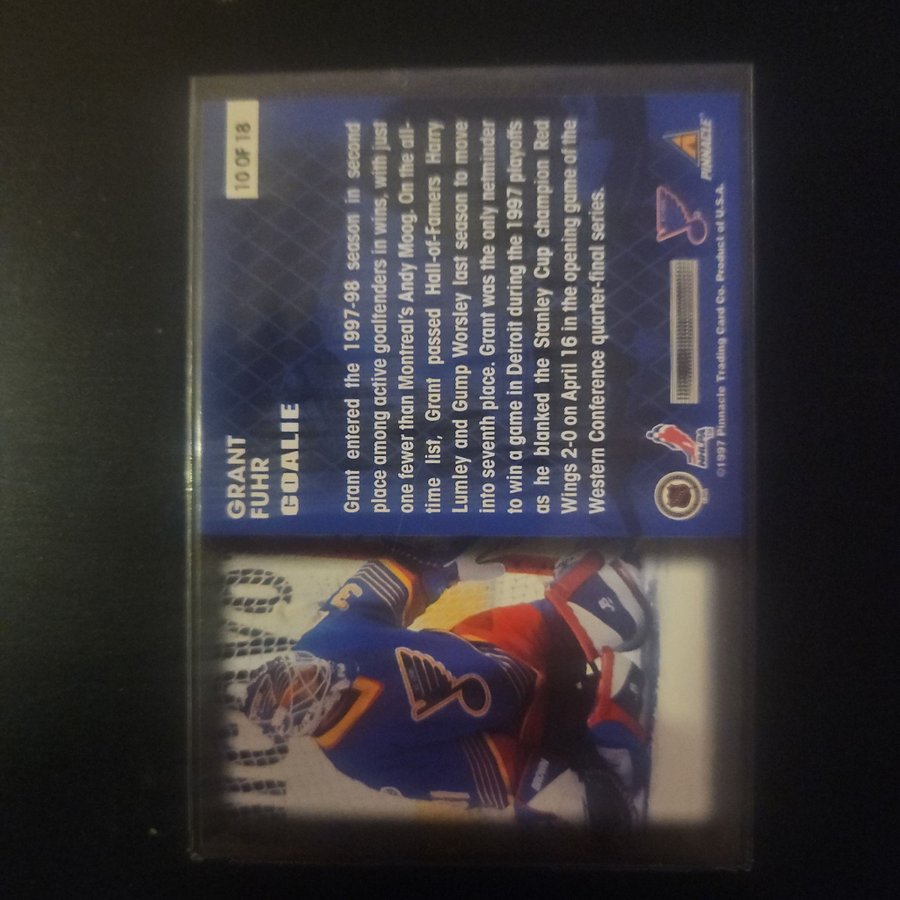 10 OF 18
GRANT
FUHR
GOALIE
Grant entered the 1997-98 season in second
place among active goaltenders in wins, with just
one fewer than Montreal's Andy Moog. On the all-
time list, Grant passed Hall-of-Famers Harry
Lumley and Gump Worsley last season to move
into seventh place. Grant was the only netminder
to win a game in Detroit during the 1997 playoffs
as he blanked the Stanley Cup champion Red
Wings 2-0 on April 16 in the opening game of the
Western Conference quarter-final series.
PINNACLE
©1997 Pinnacle Trading Card Co. Product of U.S.A.